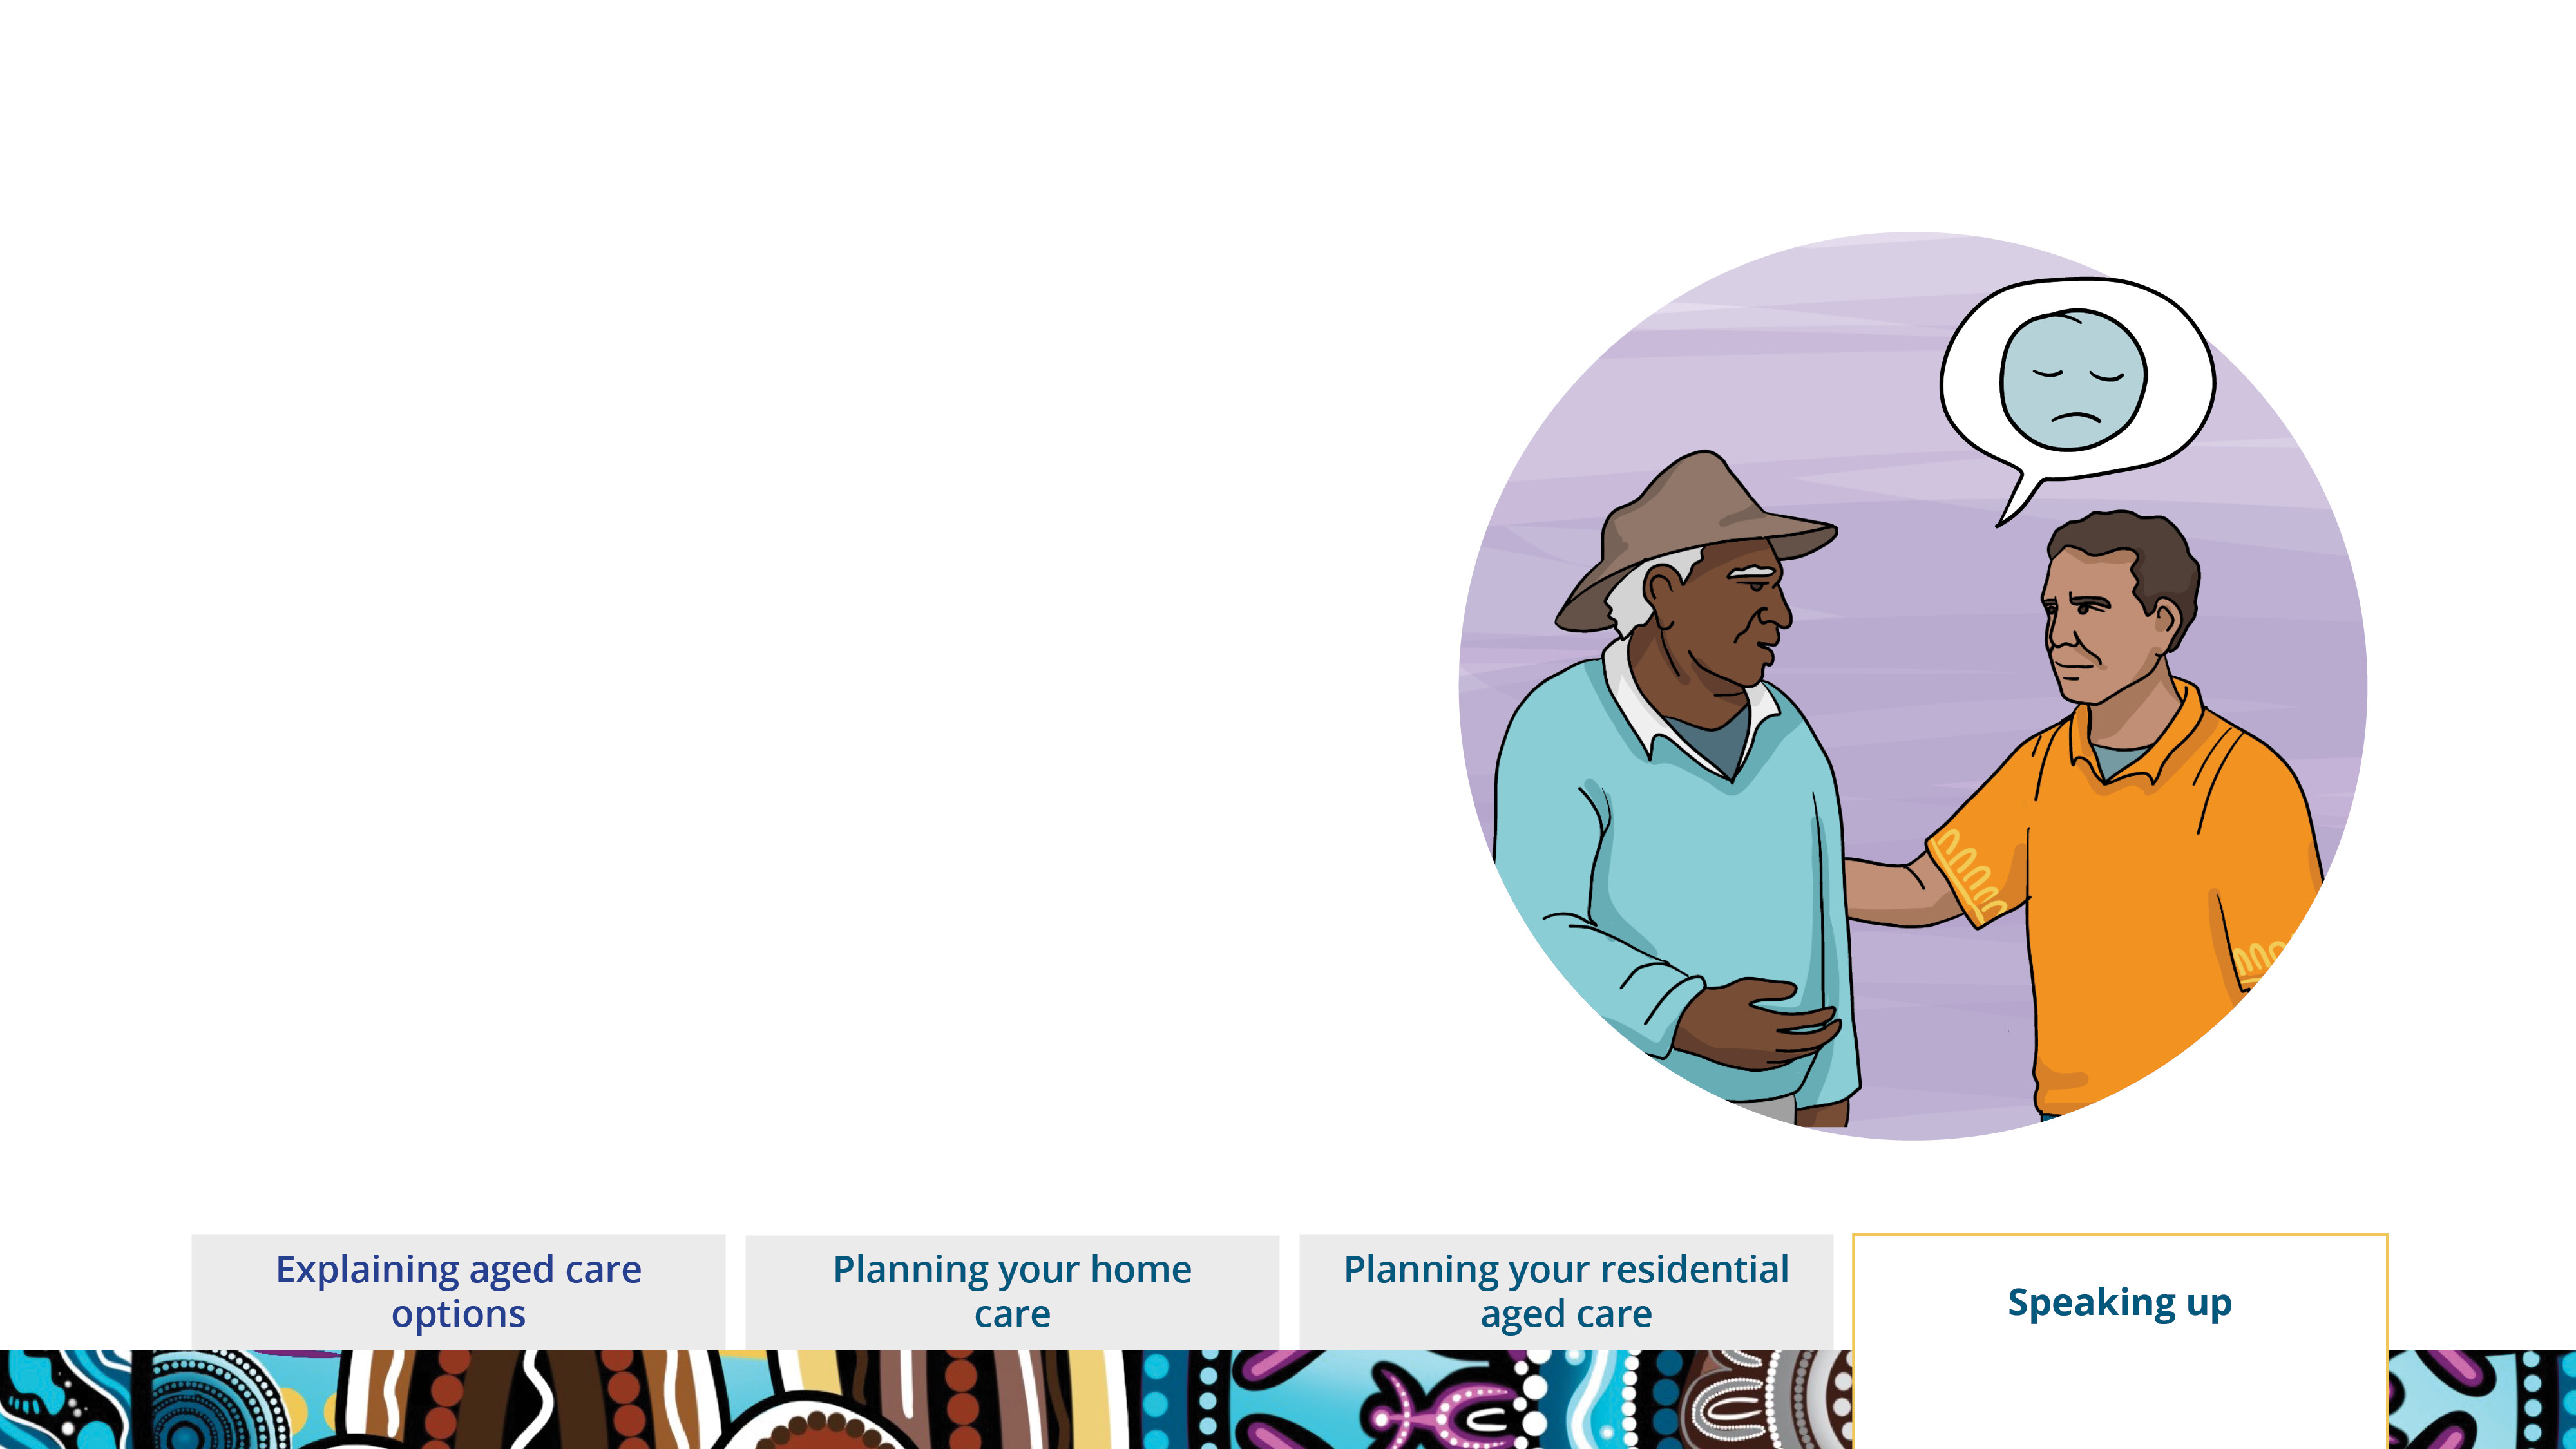 Explaining aged care
options
Planning your home
care
Planning your residential
aged care
Speaking up